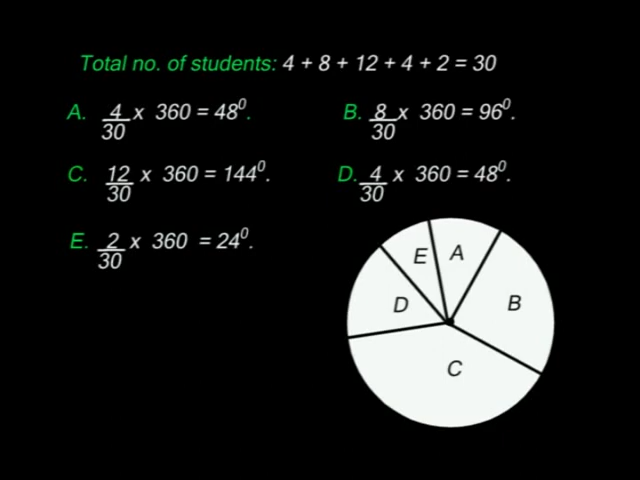 Total no. of students: 4 + 8 + 12 + 4 + 2 = 30
A. 4/30 x 360 = 48⁰.
B. 8/30 x 360 = 96⁰.
C. 12/30 x 360 = 144⁰.
D. 4/30 x 360 = 48⁰.
E. 2/30 x 360 = 24⁰.
E
A
D
B
C